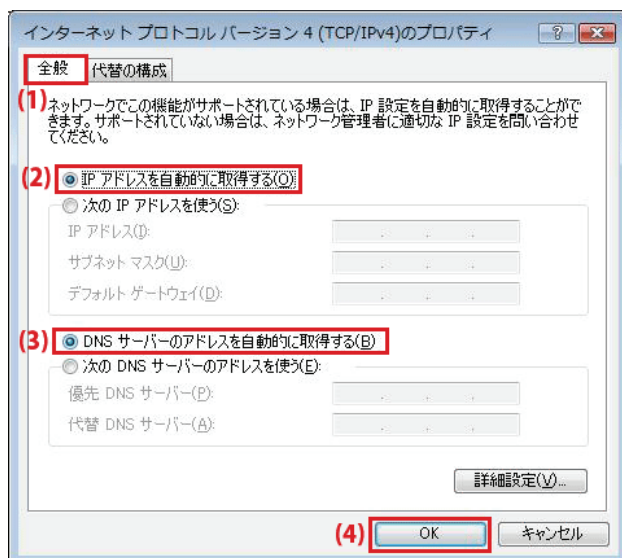 インターネット プロトコル バージョン 4 (TCP/IPv4)のプロパティ
全般 代替の構成
(1)
ネットワークでこの機能がサポートされている場合は、IP 設定を自動的に取得することがで
きます。サポートされていない場合は、ネットワーク管理者に適切な IP 設定を問い合わせ
てください。
(2) IP アドレスを自動的に取得する(O)
次の IP アドレスを使う(S):
IP アドレス(I):
サブネット マスク(U):
デフォルト ゲートウェイ(D):
(3) DNS サーバーのアドレスを自動的に取得する(B)
次の DNS サーバーのアドレスを使う(E):
優先 DNS サーバー(P):
代替 DNS サーバー(A):
詳細設定(V)...
(4) OK キャンセル